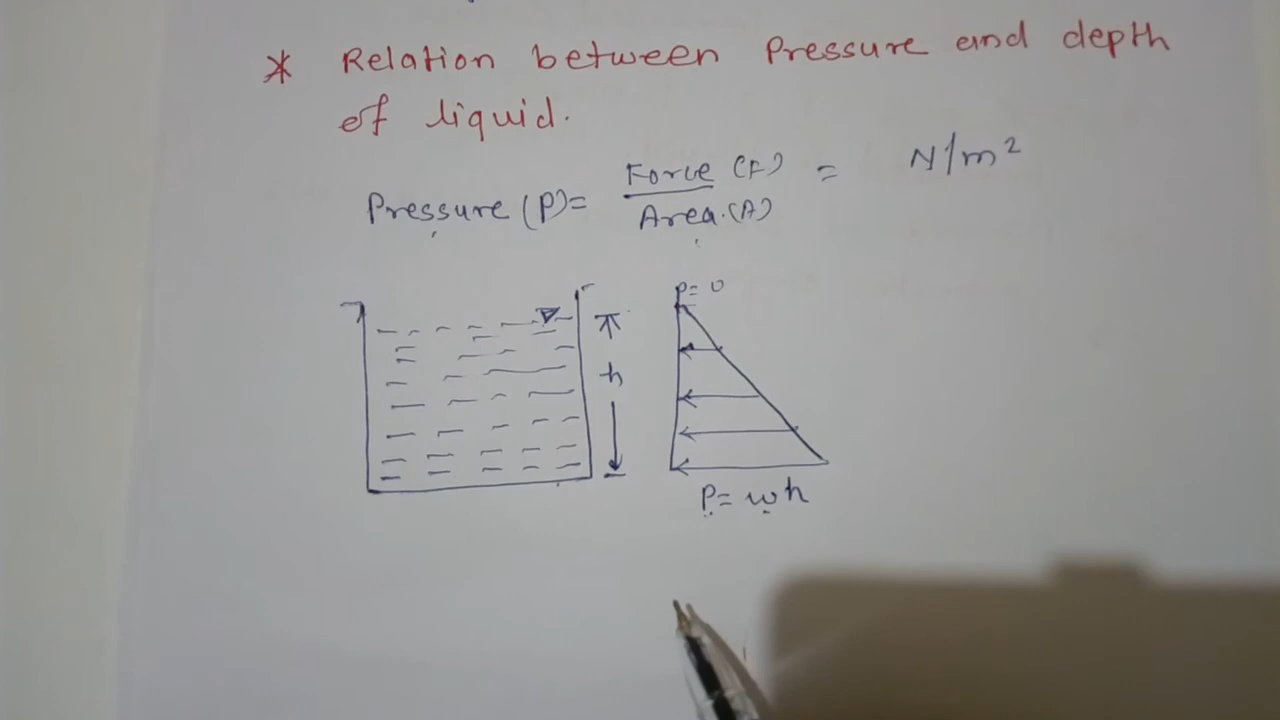 * Relation between Pressure and depth
of liquid.
Pressure (P) = Force (F) / Area. (A) = N/m²
P = 0
h
P = wh